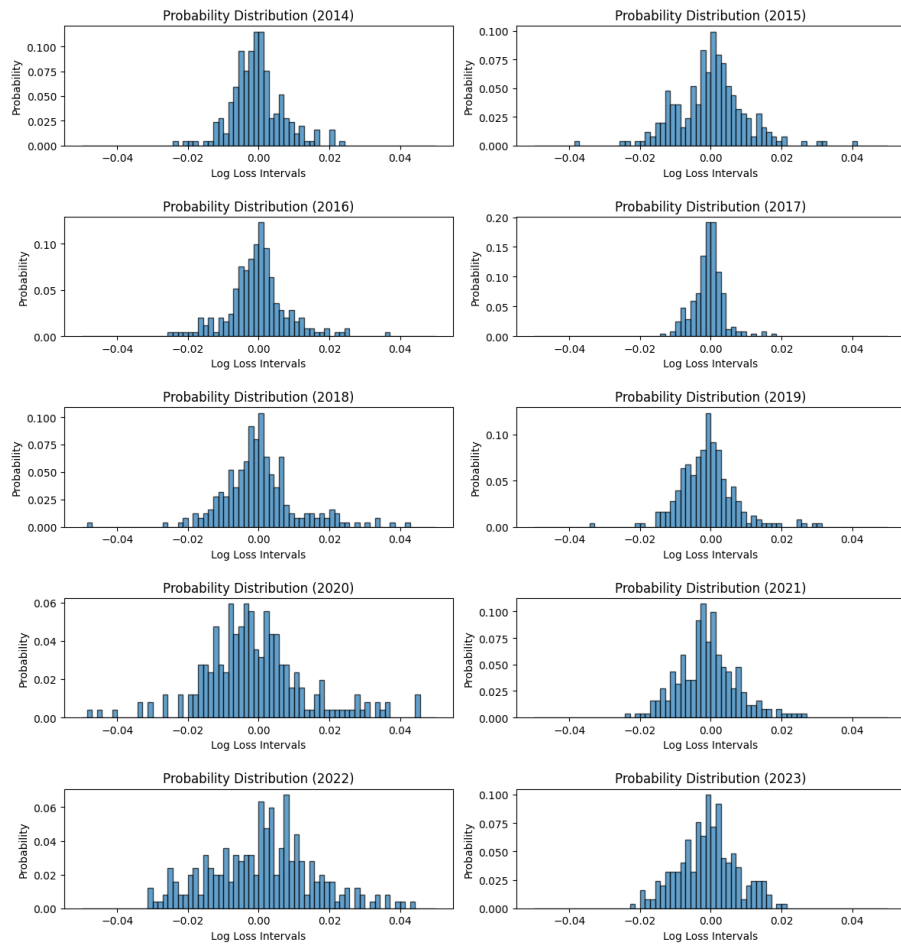 Probability Distribution (2014)
Probability
0.100
0.075
0.050
0.025
0.000
−0.04 −0.02 0.00 0.02 0.04
Log Loss Intervals
Probability Distribution (2015)
Probability
0.100
0.075
0.050
0.025
0.000
−0.04 −0.02 0.00 0.02 0.04
Log Loss Intervals
Probability Distribution (2016)
Probability
0.10
0.05
0.00
−0.04 −0.02 0.00 0.02 0.04
Log Loss Intervals
Probability Distribution (2017)
Probability
0.20
0.15
0.10
0.05
0.00
−0.04 −0.02 0.00 0.02 0.04
Log Loss Intervals
Probability Distribution (2018)
Probability
0.100
0.075
0.050
0.025
0.000
−0.04 −0.02 0.00 0.02 0.04
Log Loss Intervals
Probability Distribution (2019)
Probability
0.10
0.05
0.00
−0.04 −0.02 0.00 0.02 0.04
Log Loss Intervals
Probability Distribution (2020)
Probability
0.06
0.04
0.02
0.00
−0.04 −0.02 0.00 0.02 0.04
Log Loss Intervals
Probability Distribution (2021)
Probability
0.100
0.075
0.050
0.025
0.000
−0.04 −0.02 0.00 0.02 0.04
Log Loss Intervals
Probability Distribution (2022)
Probability
0.06
0.04
0.02
0.00
−0.04 −0.02 0.00 0.02 0.04
Log Loss Intervals
Probability Distribution (2023)
Probability
0.100
0.075
0.050
0.025
0.000
−0.04 −0.02 0.00 0.02 0.04
Log Loss Intervals